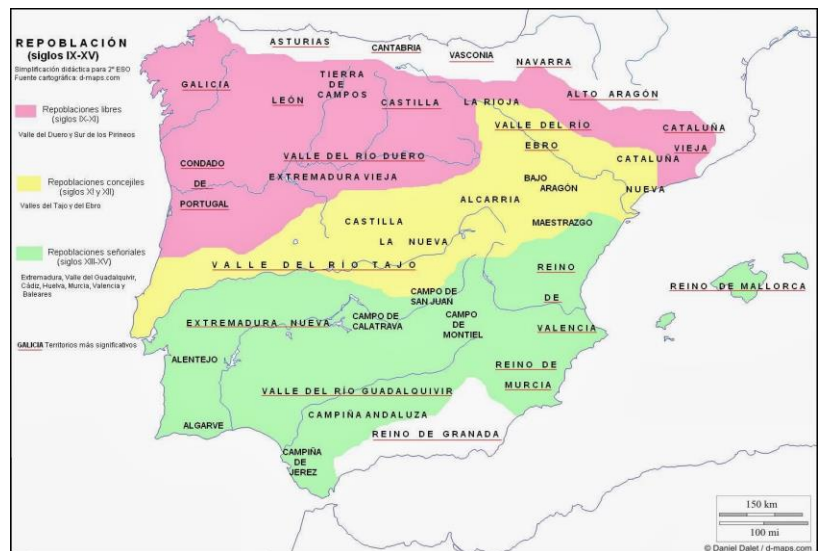 REPOBLACIÓN
(siglos IX-XV)
Simplificación didáctica para 2º ESO
Fuente cartográfica: d-maps.com
Repoblaciones libres
(siglos IX-XI)
Valle del Duero y Sur de los Pirineos
Repoblaciones concejiles
(siglos XI y XII)
Valles del Tajo y del Ebro
Repoblaciones señoriales
(siglos XIII-XV)
Extremadura, Valle del Guadalquivir,
Cádiz, Huelva, Murcia, Valencia y
Baleares
GALICIA Territorios más significativos
ASTURIAS
CANTABRIA
VASCONIA
NAVARRA
GALICIA
LEÓN
TIERRA
DE
CAMPOS
CASTILLA
LA RIOJA
ALTO ARAGÓN
VALLE DEL RÍO
EBRO
CATALUÑA
VIEJA
CATALUÑA
NUEVA
CONDADO
DE
PORTUGAL
VALLE DEL RÍO DUERO
EXTREMADURA VIEJA
BAJO
ARAGÓN
ALCARRIA
MAESTRAZGO
CASTILLA
LA NUEVA
VALLE DEL RÍO TAJO
REINO
DE
VALENCIA
REINO DE MALLORCA
CAMPO DE
SAN JUAN
EXTREMADURA NUEVA
CAMPO DE
CALATRAVA
CAMPO
DE
MONTIEL
ALENTEJO
REINO DE
MURCIA
VALLE DEL RÍO GUADALQUIVIR
CAMPIÑA ANDALUZA
ALGARVE
REINO DE GRANADA
CAMPIÑA
DE
JEREZ
150 km
100 mi
© Daniel Dalet / d-maps.com